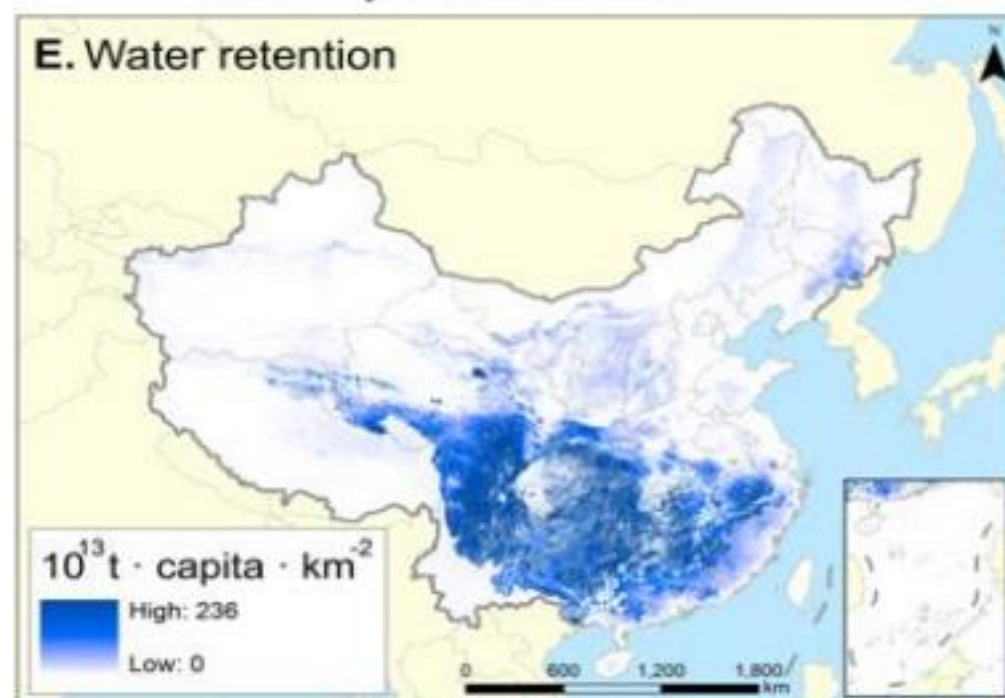 E. Water retention
N
10¹³t · capita · km⁻²
High: 236
Low: 0
0 600 1,200 1,800
km